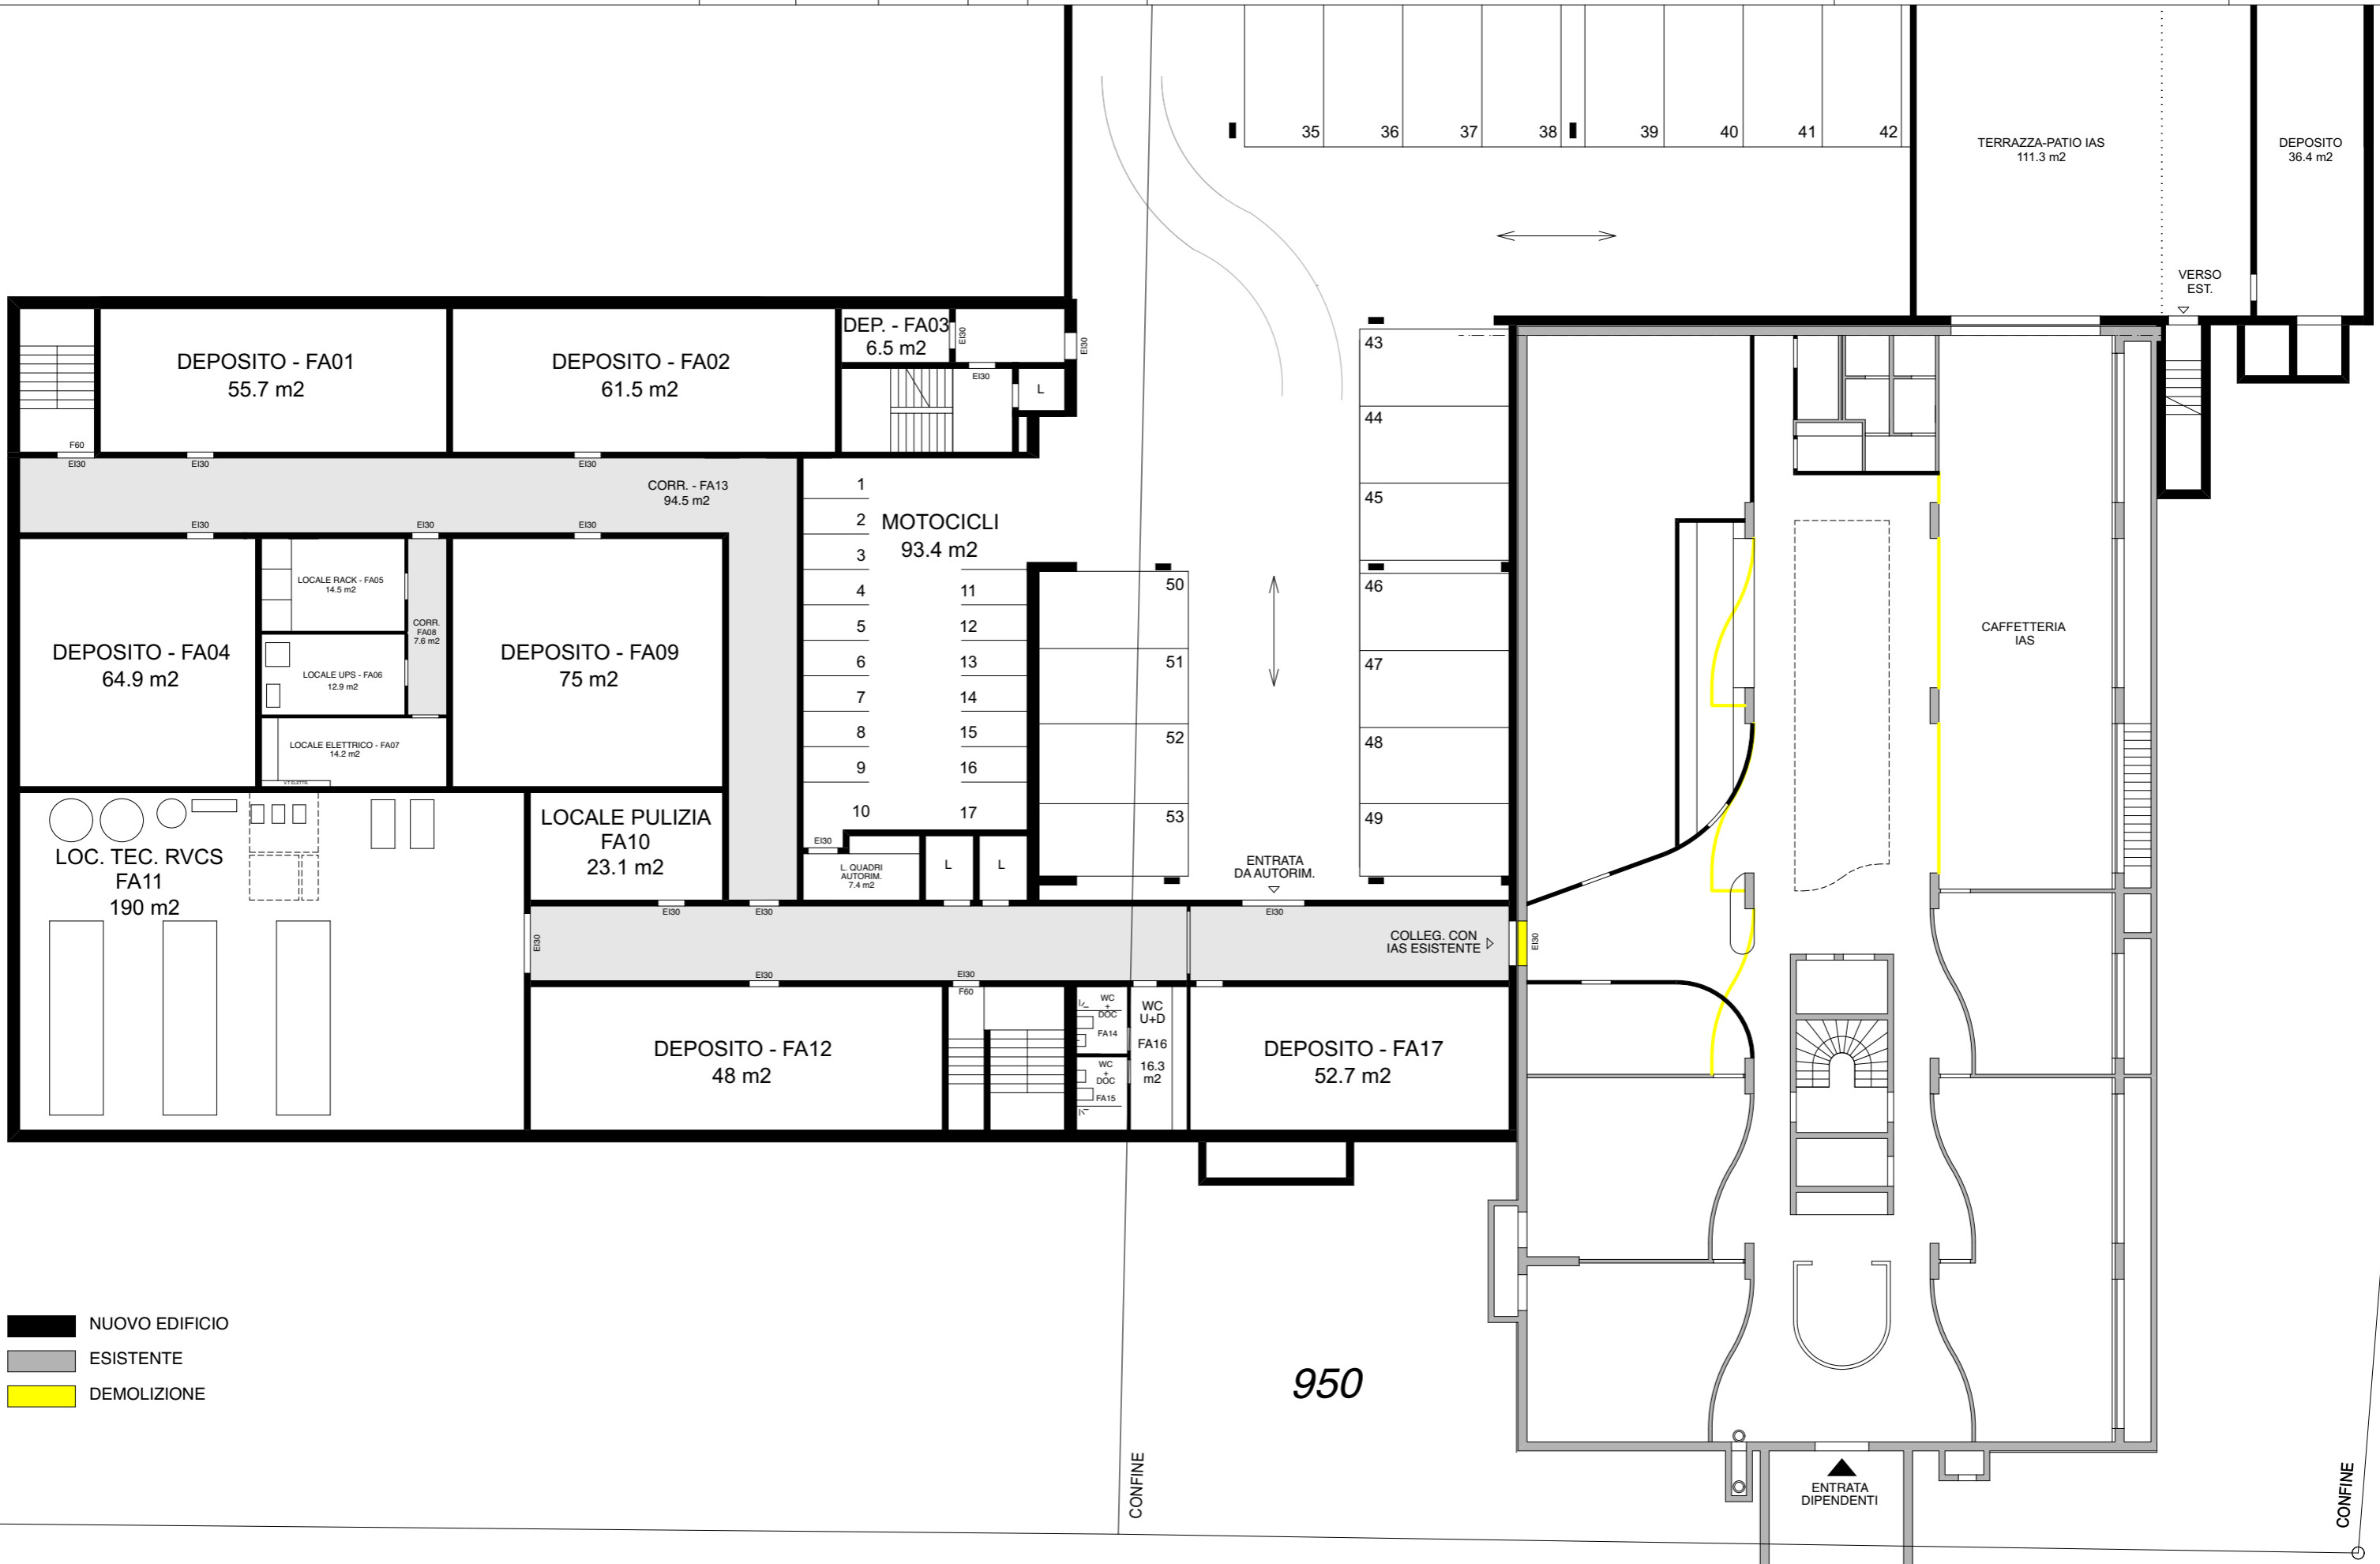 35
36
37
38
39
40
41
42
TERRAZZA-PATIO IAS
111.3 m2
DEPOSITO
36.4 m2
VERSO
EST.
DEPOSITO - FA01
55.7 m2
DEPOSITO - FA02
61.5 m2
DEP. - FA03
6.5 m2
EI30
EI30
EI30
L
F60
EI30
EI30
EI30
CORR. - FA13
94.5 m2
EI30
EI30
EI30
DEPOSITO - FA04
64.9 m2
LOCALE RACK - FA05
14.5 m2
LOCALE UPS - FA06
12.9 m2
LOCALE ELETTRICO - FA07
14.2 m2
CORR.
FA08
7.6 m2
DEPOSITO - FA09
75 m2
MOTOCICLI
93.4 m2
1
2
3
4
5
6
7
8
9
10
11
12
13
14
15
16
17
43
44
45
46
47
48
49
50
51
52
53
CAFFETTERIA
IAS
LOC. TEC. RVCS
FA11
190 m2
LOCALE PULIZIA
FA10
23.1 m2
EI30
L. QUADRI
AUTORIM.
7.4 m2
L
L
ENTRATA
DA AUTORIM.
EI30
EI30
EI30
EI30
COLLEG. CON
IAS ESISTENTE
EI30
EI30
EI30
F60
DEPOSITO - FA12
48 m2
WC
+
DOC
FA14
WC
+
DOC
FA15
WC
U+D
FA16
16.3
m2
DEPOSITO - FA17
52.7 m2
NUOVO EDIFICIO
ESISTENTE
DEMOLIZIONE
950
CONFINE
ENTRATA
DIPENDENTI
CONFINE